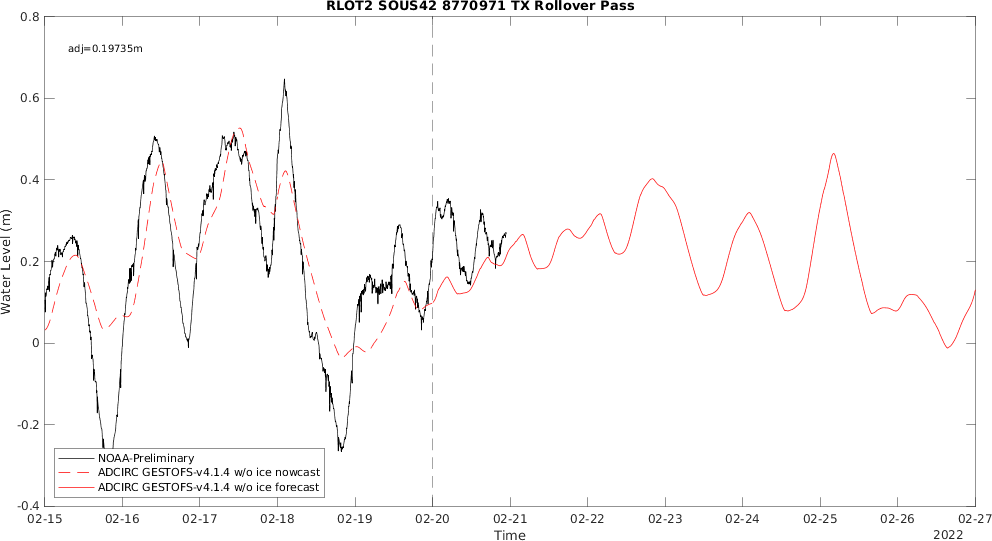 RLOT2 SOUS42 8770971 TX Rollover Pass
adj=0.19735m
0.8
0.6
0.4
0.2
0
-0.2
-0.4
Water Level (m)
NOAA-Preliminary
ADCIRC GESTOFS-v4.1.4 w/o ice nowcast
ADCIRC GESTOFS-v4.1.4 w/o ice forecast
02-15 02-16 02-17 02-18 02-19 02-20 02-21 02-22 02-23 02-24 02-25 02-26 02-27
Time
2022